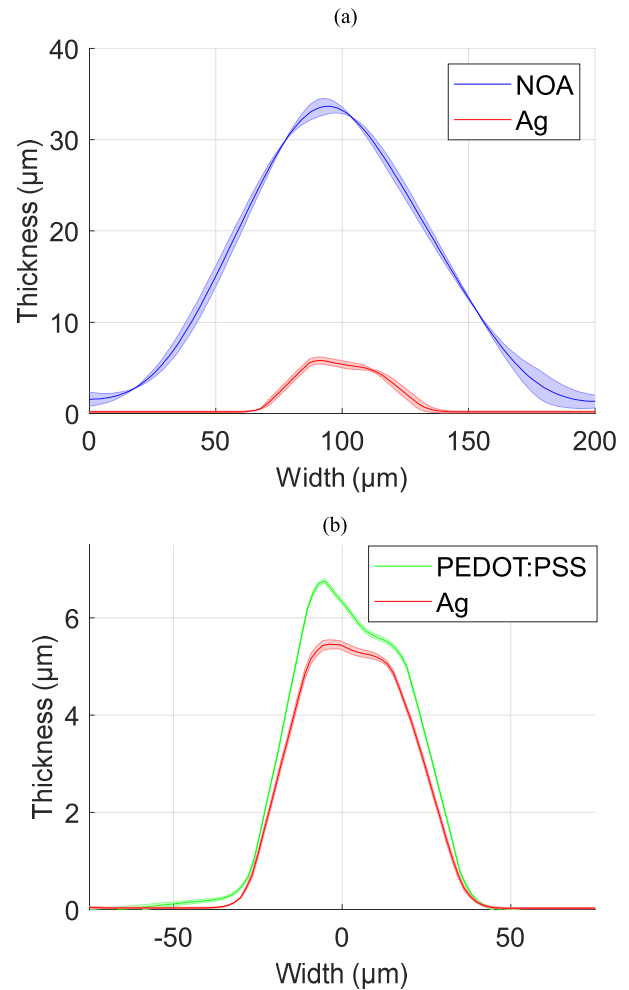 (a)
40
30
20
10
0
Thickness (μm)
NOA
Ag
0 50 100 150 200
Width (μm)
(b)
6
4
2
0
Thickness (μm)
PEDOT:PSS
Ag
-50 0 50
Width (μm)